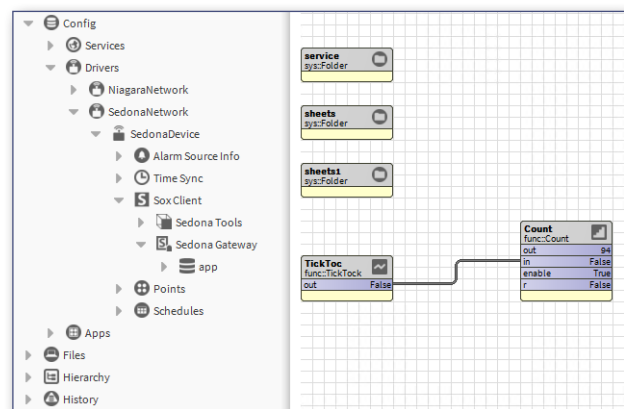 Config
Services
Drivers
NiagaraNetwork
SedonaNetwork
SedonaDevice
Alarm Source Info
Time Sync
Sox Client
Sedona Tools
Sedona Gateway
app
Points
Schedules
Apps
Files
Hierarchy
History
service
sys::Folder
sheets
sys::Folder
sheets1
sys::Folder
TickToc
func::TickTock
out False
Count
func::Count
out 94
in False
enable True
r False